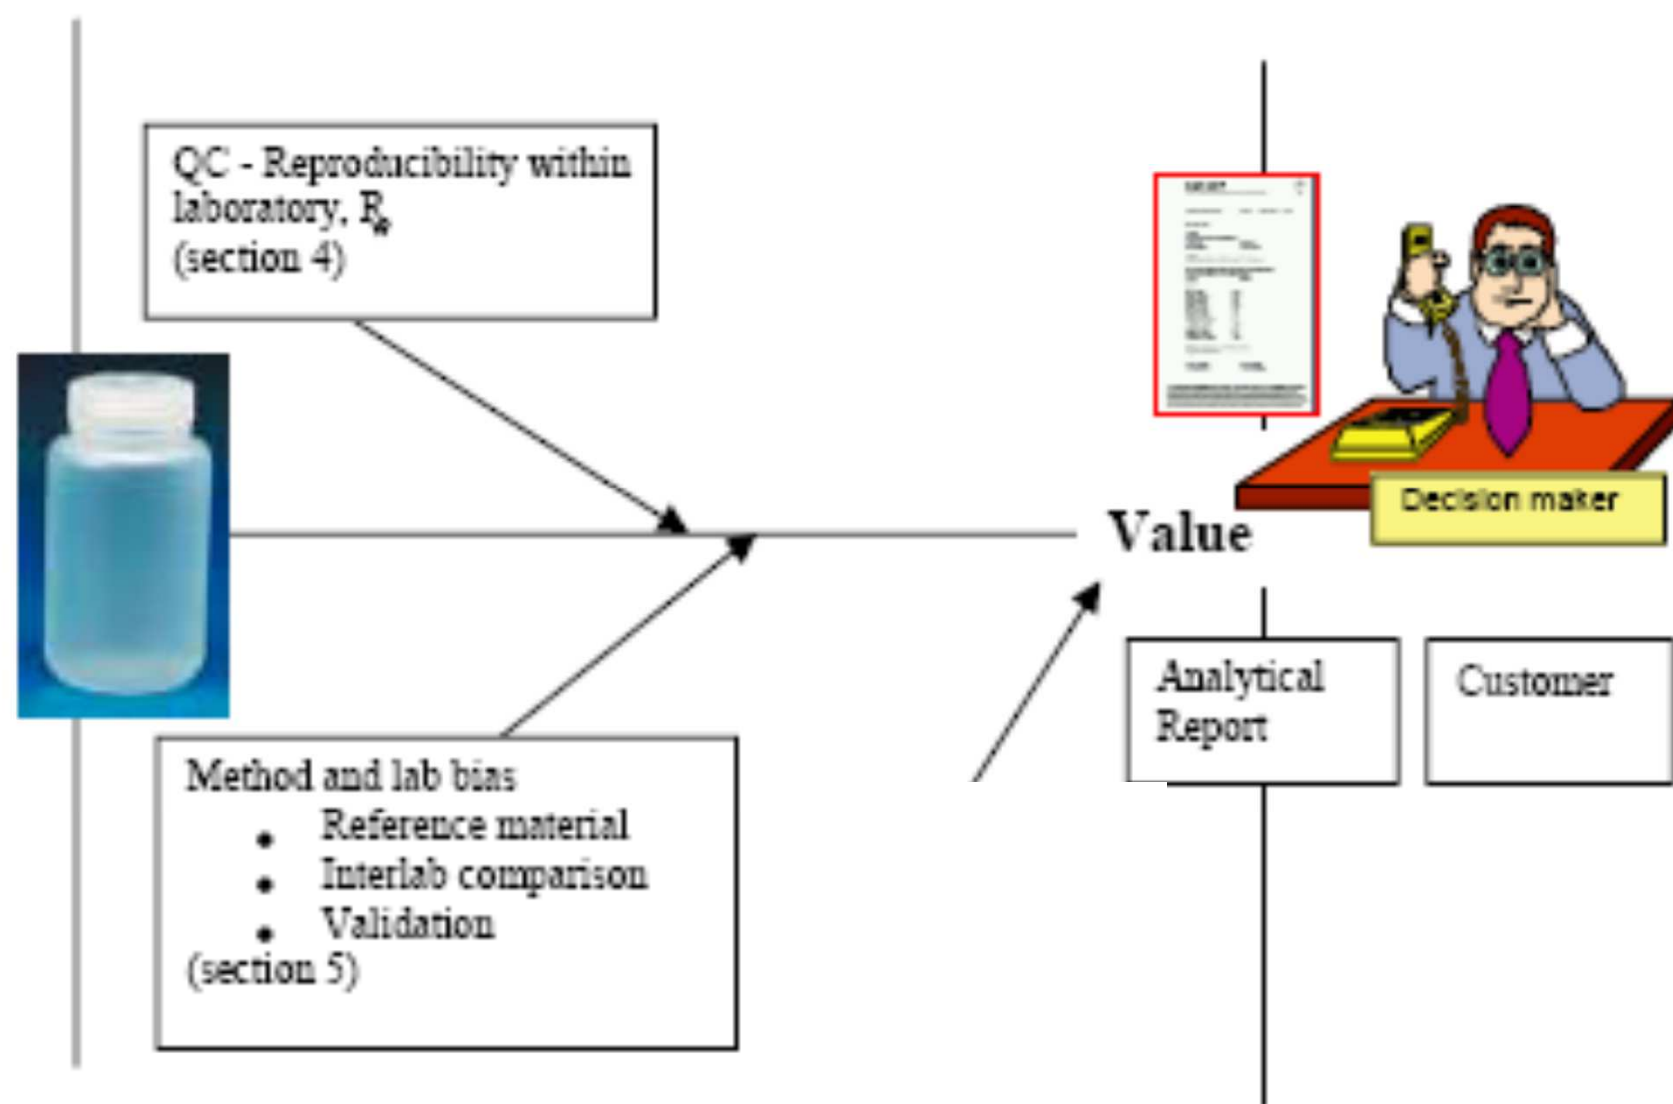 QC - Reproducibility within
laboratory, Rw
(section 4)
Value
Decision maker
Analytical
Report
Customer
Method and lab bias
• Reference material
• Interlab comparison
• Validation
(section 5)